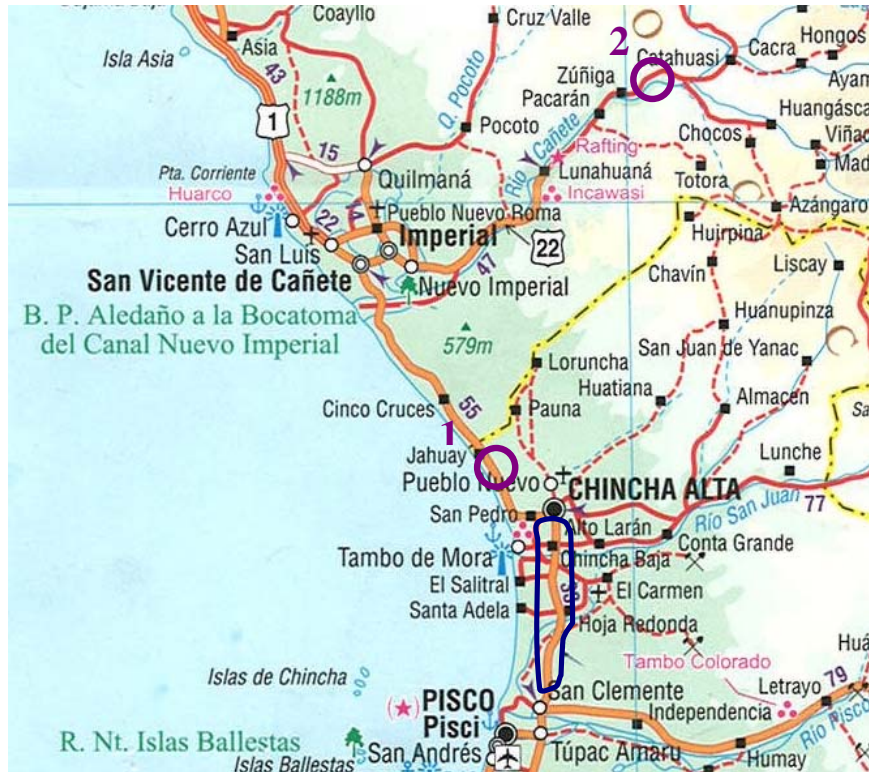 Coayllo
Cruz Valle
2
Asia
Isla Asia
43
1188m
Q. Pocoto
Catahuasi
Cacra
Hongos
Zúñiga
Pacarán
1
Pocoto
Río Cañete
Chocos
Huangásca
Viñac
15
Pta. Corriente
Huarco
Quilmaná
Rafting
Lunahuaná
Incawasi
Totora
Mad
14
Azángaro
Cerro Azul
22
Pueblo Nuevo Roma
San Luis
Imperial
22
Huirpina
San Vicente de Cañete
47
Nuevo Imperial
Chavín
Liscay
B. P. Aledaño a la Bocatoma
del Canal Nuevo Imperial
579m
Huanupinza
Loruncha
San Juan de Yanac
Huatiana
Cinco Cruces
55
Pauna
Almacen
1
Jahuay
Lunche
Pueblo Nuevo
CHINCHA ALTA
77
San Pedro
Alto Larán
Río San Juan
Tambo de Mora
Chincha Baja
Conta Grande
El Salitral
39
El Carmen
Santa Adela
Hoja Redonda
Tambo Colorado
Islas de Chincha
San Clemente
Letrayo
79
PISCO
Pisci
Independencia
Río Pisco
R. Nt. Islas Ballestas
San Andrés
Túpac Amaru
Humay
Islas Ballestas